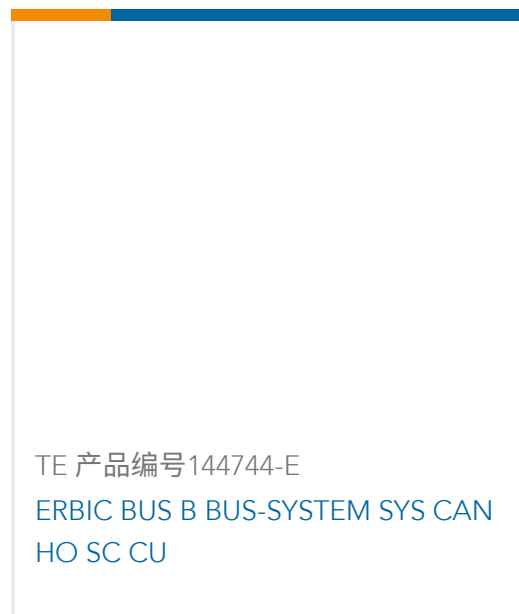 TE 产品编号144744-E
ERBIC BUS B BUS-SYSTEM SYS CAN
HO SC CU